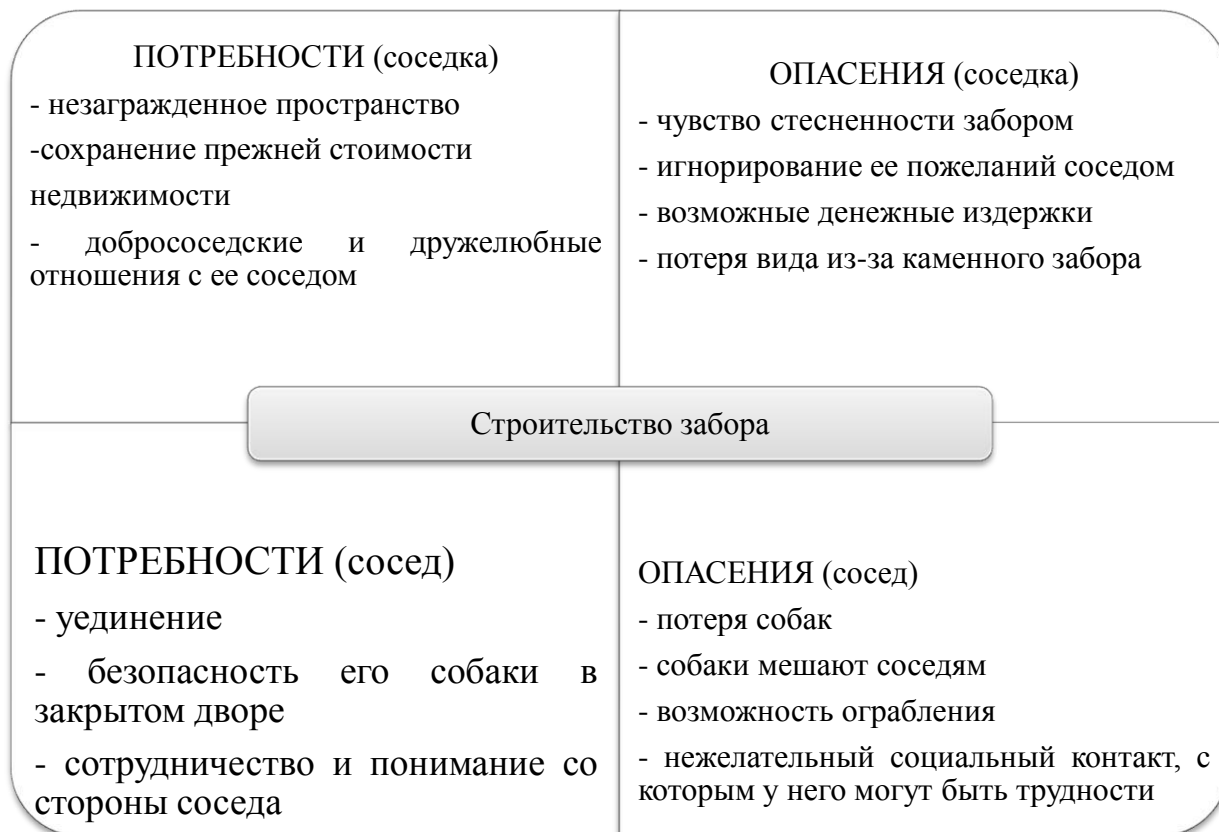 ПОТРЕБНОСТИ (соседка)
- незагражденное пространство
-сохранение прежней стоимости
недвижимости
- добрососедские и дружелюбные
отношения с ее соседом
ОПАСЕНИЯ (соседка)
- чувство стесненности забором
- игнорирование ее пожеланий соседом
- возможные денежные издержки
- потеря вида из-за каменного забора
Строительство забора
ПОТРЕБНОСТИ (сосед)
- уединение
- безопасность его собаки в
закрытом дворе
- сотрудничество и понимание со
стороны соседа
ОПАСЕНИЯ (сосед)
- потеря собак
- собаки мешают соседям
- возможность ограбления
- нежелательный социальный контакт, с
которым у него могут быть трудности